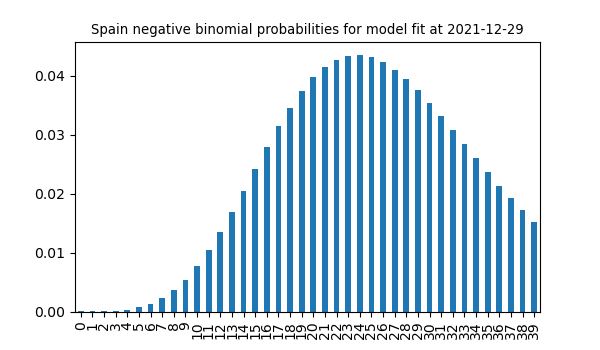 Spain negative binomial probabilities for model fit at 2021-12-29
0.04
0.03
0.02
0.01
0.00
0 1 2 3 4 5 6 7 8 9 10 11 12 13 14 15 16 17 18 19 20 21 22 23 24 25 26 27 28 29 30 31 32 33 34 35 36 37 38 39